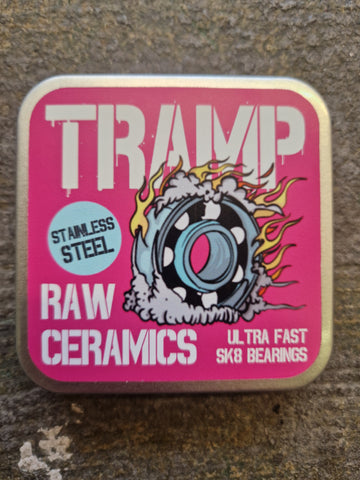 TRAMP
STAINLESS
STEEL
RAW
CERAMICS
ULTRA FAST
SK8 BEARINGS